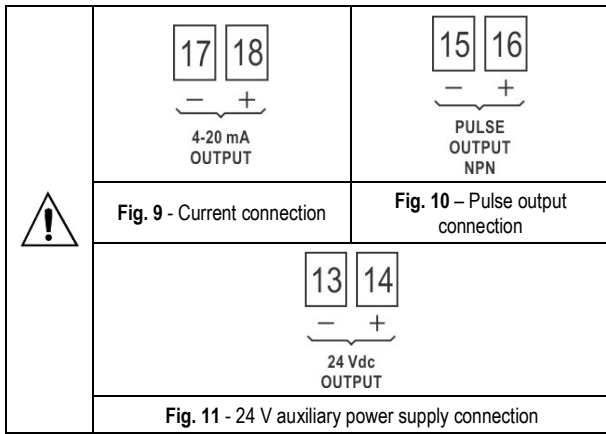 17 18
– +
4-20 mA
OUTPUT
Fig. 9 - Current connection
15 16
– +
PULSE
OUTPUT
NPN
Fig. 10 – Pulse output
connection
13 14
– +
24 Vdc
OUTPUT
Fig. 11 - 24 V auxiliary power supply connection